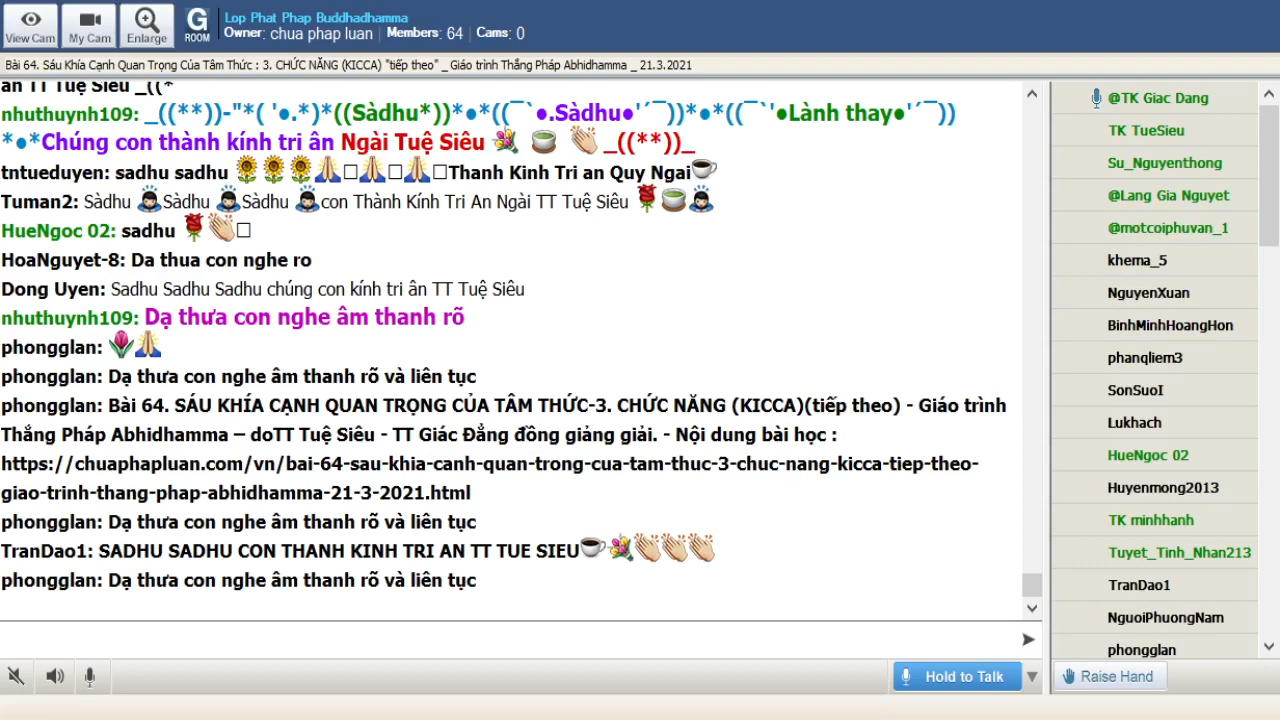 View Cam
My Cam
Enlarge
G
ROOM
Lop Phat Phap Buddhadhamma
Owner: chua phap luan | Members: 64 | Cams: 0
Bài 64. Sáu Khía Cạnh Quan Trọng Của Tâm Thức : 3. CHỨC NĂNG (KICCA) "tiếp theo" _ Giáo trình Thắng Pháp Abhidhamma _ 21.3.2021
an TT Tuệ Siêu _((*
nhuthuynh109: _((**))-"*( '●.*)*((Sàdhu*))*●*((¯`●.Sàdhu●'´¯))*●*((¯`'●Lành thay●'´¯))
*●*Chúng con thành kính tri ân Ngài Tuệ Siêu 💐 🍵 👏 _((**))_
tntueduyen: sadhu sadhu 🌻🌻🌻🙏□🙏□🙏□Thanh Kinh Tri an Quy Ngai☕
Tuman2: Sàdhu 🙇Sàdhu 🙇Sàdhu 🙇con Thành Kính Tri Ân Ngài TT Tuệ Siêu 🌹🍵🙇
HueNgoc 02: sadhu 🌹👏□
HoaNguyet-8: Da thua con nghe ro
Dong Uyen: Sadhu Sadhu Sadhu chúng con kính tri ân TT Tuệ Siêu
nhuthuynh109: Dạ thưa con nghe âm thanh rõ
phongglan: 🌷🙏
phongglan: Dạ thưa con nghe âm thanh rõ và liên tục
phongglan: Bài 64. SÁU KHÍA CẠNH QUAN TRỌNG CỦA TÂM THỨC-3. CHỨC NĂNG (KICCA)(tiếp theo) - Giáo trình
Thắng Pháp Abhidhamma – doTT Tuệ Siêu - TT Giác Đẳng đồng giảng giải. - Nội dung bài học :
https://chuaphapluan.com/vn/bai-64-sau-khia-canh-quan-trong-cua-tam-thuc-3-chuc-nang-kicca-tiep-theo-
giao-trinh-thang-phap-abhidhamma-21-3-2021.html
phongglan: Dạ thưa con nghe âm thanh rõ và liên tục
TranDao1: SADHU SADHU CON THANH KINH TRI AN TT TUE SIEU☕💐👏👏👏
phongglan: Dạ thưa con nghe âm thanh rõ và liên tục
Hold to Talk
@TK Giac Dang
TK TueSieu
Su_Nguyenthong
@Lang Gia Nguyet
@motcoiphuvan_1
khema_5
NguyenXuan
BinhMinhHoangHon
phanqliem3
SonSuoI
Lukhach
HueNgoc 02
Huyenmong2013
TK minhhanh
Tuyet_Tinh_Nhan213
TranDao1
NguoiPhuongNam
phongglan
Raise Hand